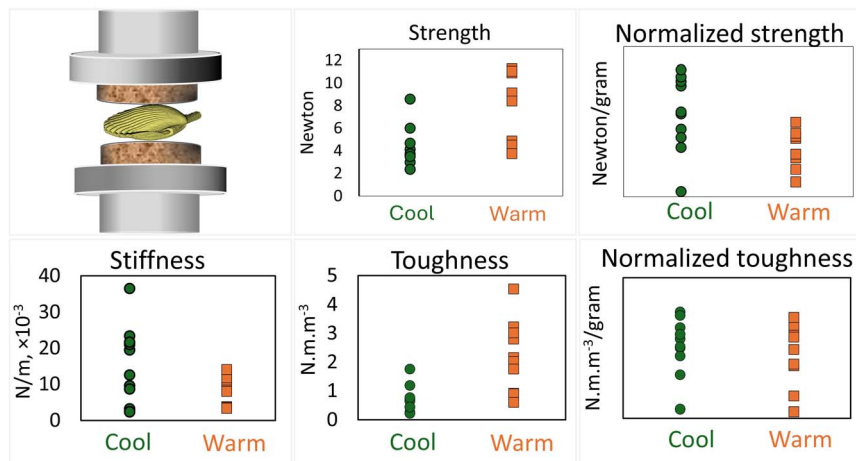 Strength
Newton
12
10
8
6
4
2
0
Cool Warm
Normalized strength
Newton/gram
Cool Warm
Stiffness
N/m, ×10⁻³
40
30
20
10
0
Cool Warm
Toughness
N.m.m⁻³
5
4
3
2
1
0
Cool Warm
Normalized toughness
N.m.m⁻³/gram
Cool Warm